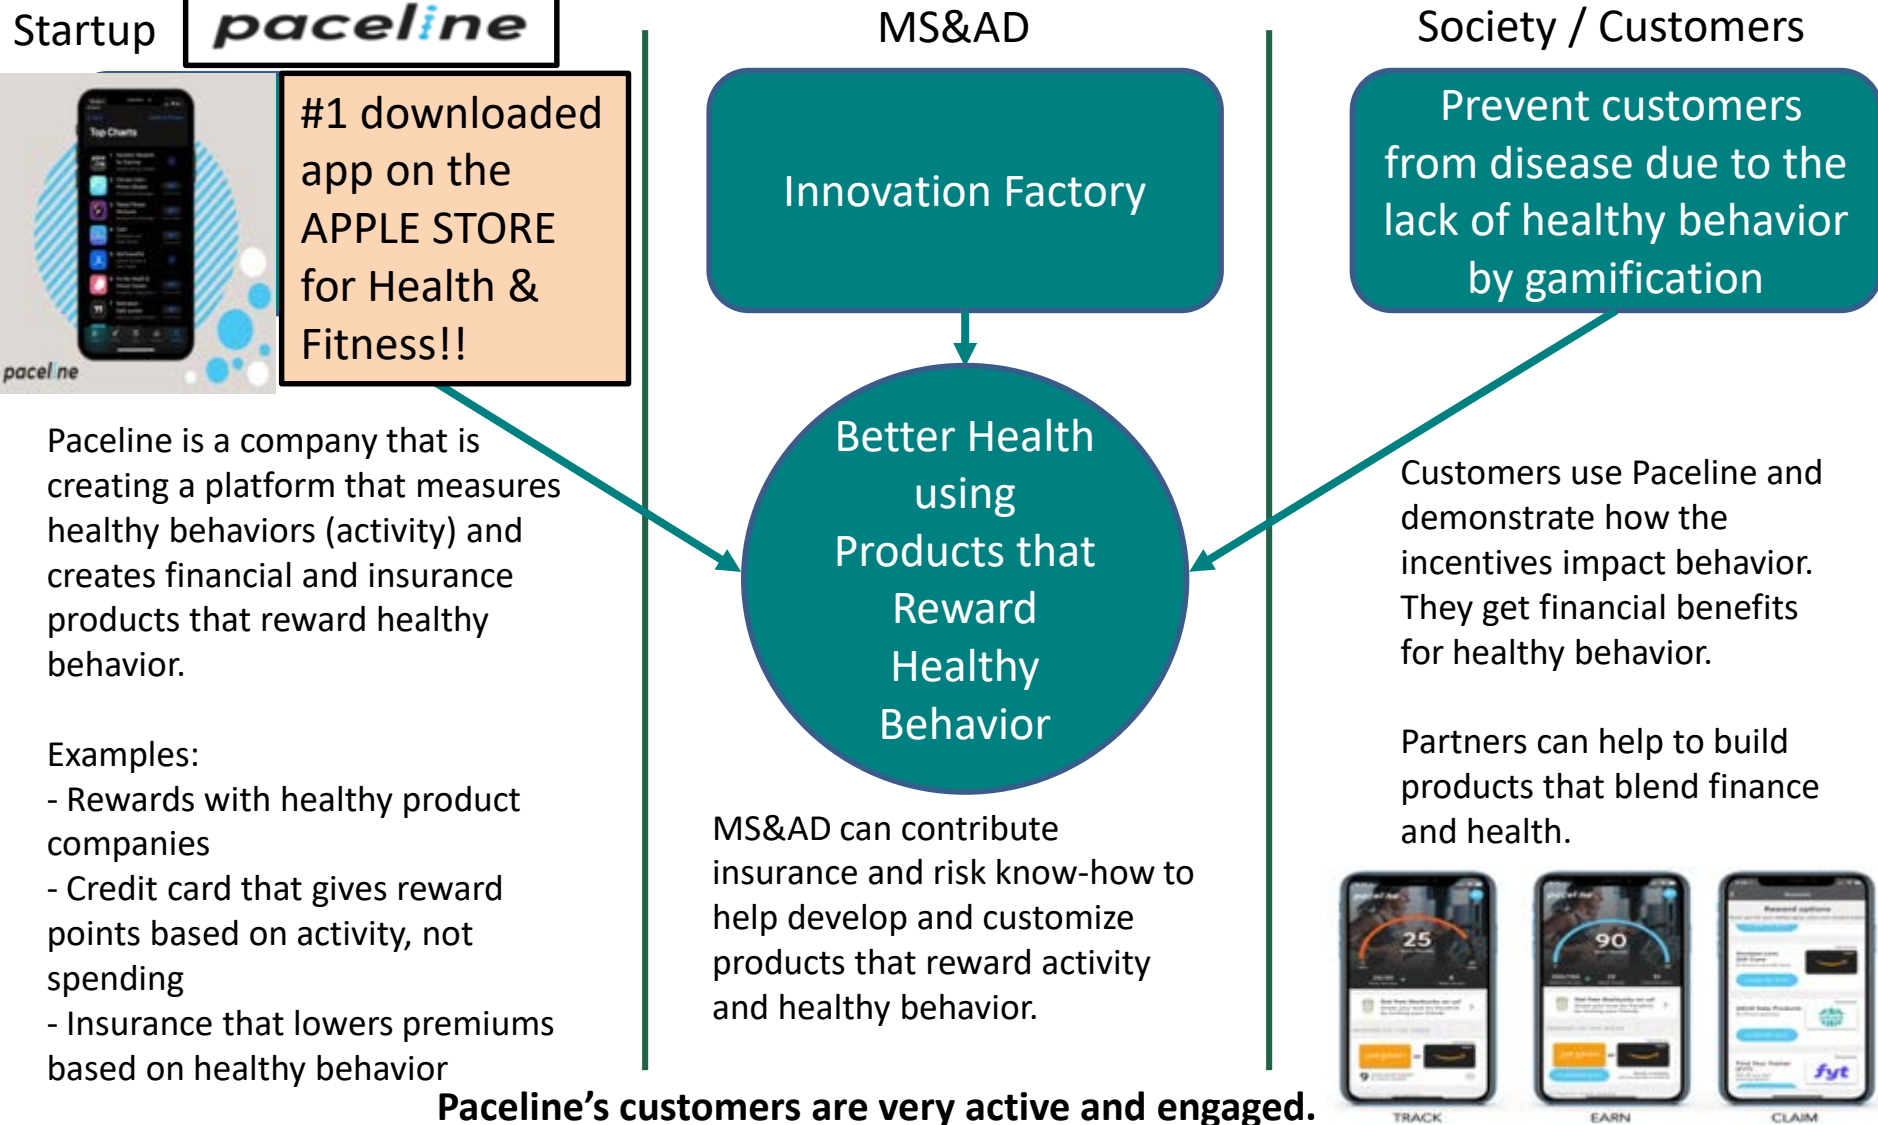 Startup
paceline
MS&AD
Society / Customers
Top Charts
paceline
#1 downloaded
app on the
APPLE STORE
for Health &
Fitness!!
Innovation Factory
Prevent customers
from disease due to the
lack of healthy behavior
by gamification
Better Health
using
Products that
Reward
Healthy
Behavior
Paceline is a company that is
creating a platform that measures
healthy behaviors (activity) and
creates financial and insurance
products that reward healthy
behavior.
Examples:
- Rewards with healthy product
companies
- Credit card that gives reward
points based on activity, not
spending
- Insurance that lowers premiums
based on healthy behavior
MS&AD can contribute
insurance and risk know-how to
help develop and customize
products that reward activity
and healthy behavior.
Customers use Paceline and
demonstrate how the
incentives impact behavior.
They get financial benefits
for healthy behavior.
Partners can help to build
products that blend finance
and health.
paceline
25
TRACK
paceline
90
EARN
Reward options
fyt
CLAIM
Paceline’s customers are very active and engaged.